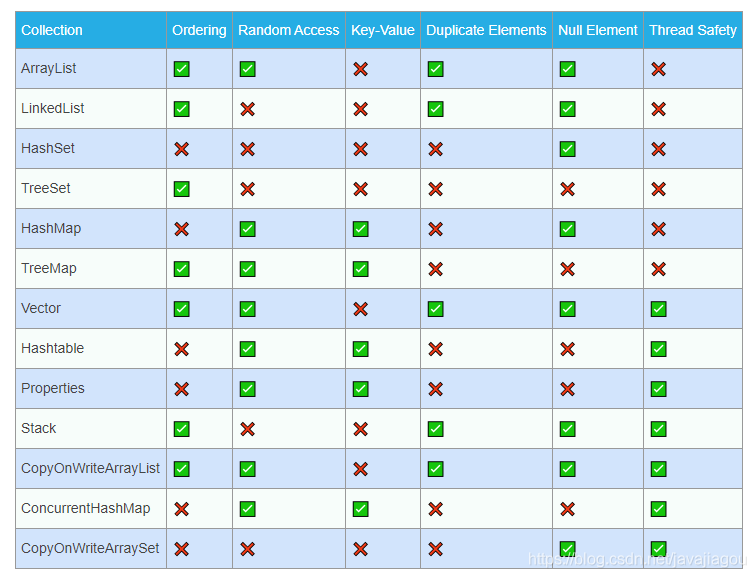 Collection Ordering Random Access Key-Value Duplicate Elements Null Element Thread Safety
ArrayList ✅ ✅ ❌ ✅ ✅ ❌
LinkedList ✅ ❌ ❌ ✅ ✅ ❌
HashSet ❌ ❌ ❌ ❌ ✅ ❌
TreeSet ✅ ❌ ❌ ❌ ❌ ❌
HashMap ❌ ✅ ✅ ❌ ✅ ❌
TreeMap ✅ ✅ ✅ ❌ ❌ ❌
Vector ✅ ✅ ❌ ✅ ✅ ✅
Hashtable ❌ ✅ ✅ ❌ ❌ ✅
Properties ❌ ✅ ✅ ❌ ❌ ✅
Stack ✅ ❌ ❌ ✅ ✅ ✅
CopyOnWriteArrayList ✅ ✅ ❌ ✅ ✅ ✅
ConcurrentHashMap ❌ ✅ ✅ ❌ ❌ ✅
CopyOnWriteArraySet ❌ ❌ ❌ ❌ ✅ ✅
https://blog.csdn.net/javajiagou